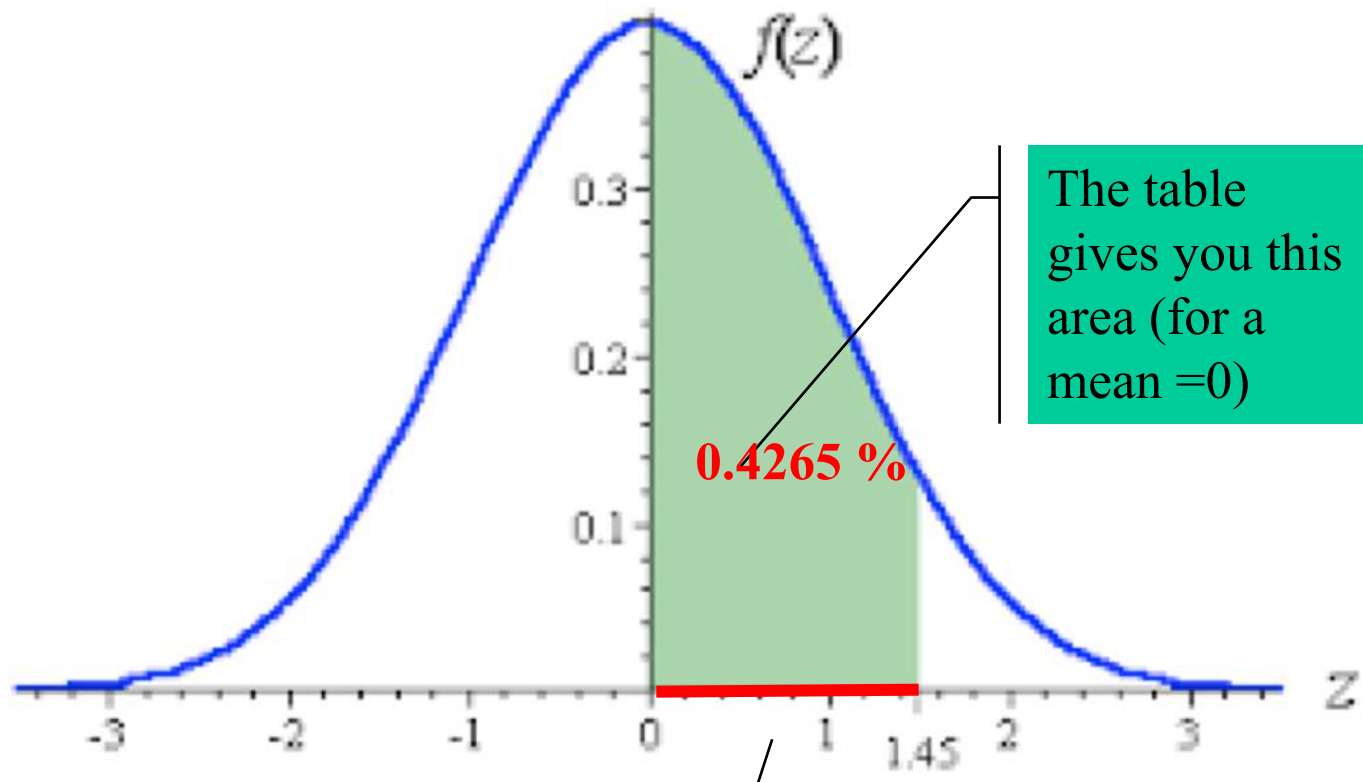 f(z)
The table
gives you this
area (for a
mean =0)
0.3
0.2
0.4265 %
0.1
z
-3 -2 -1 0 1 1.45 2 3